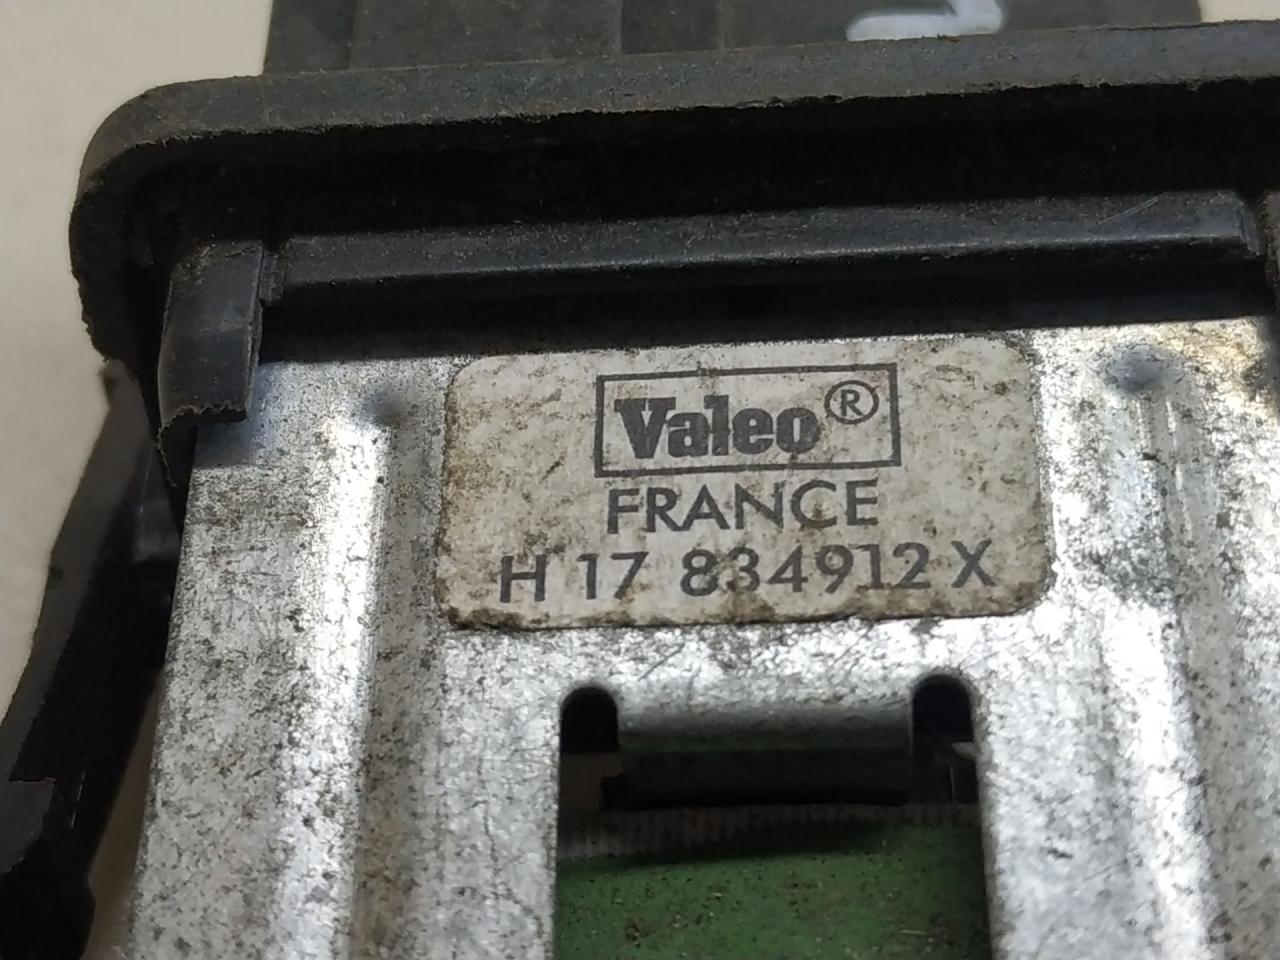 Valeo®
FRANCE
H 17 834912 X